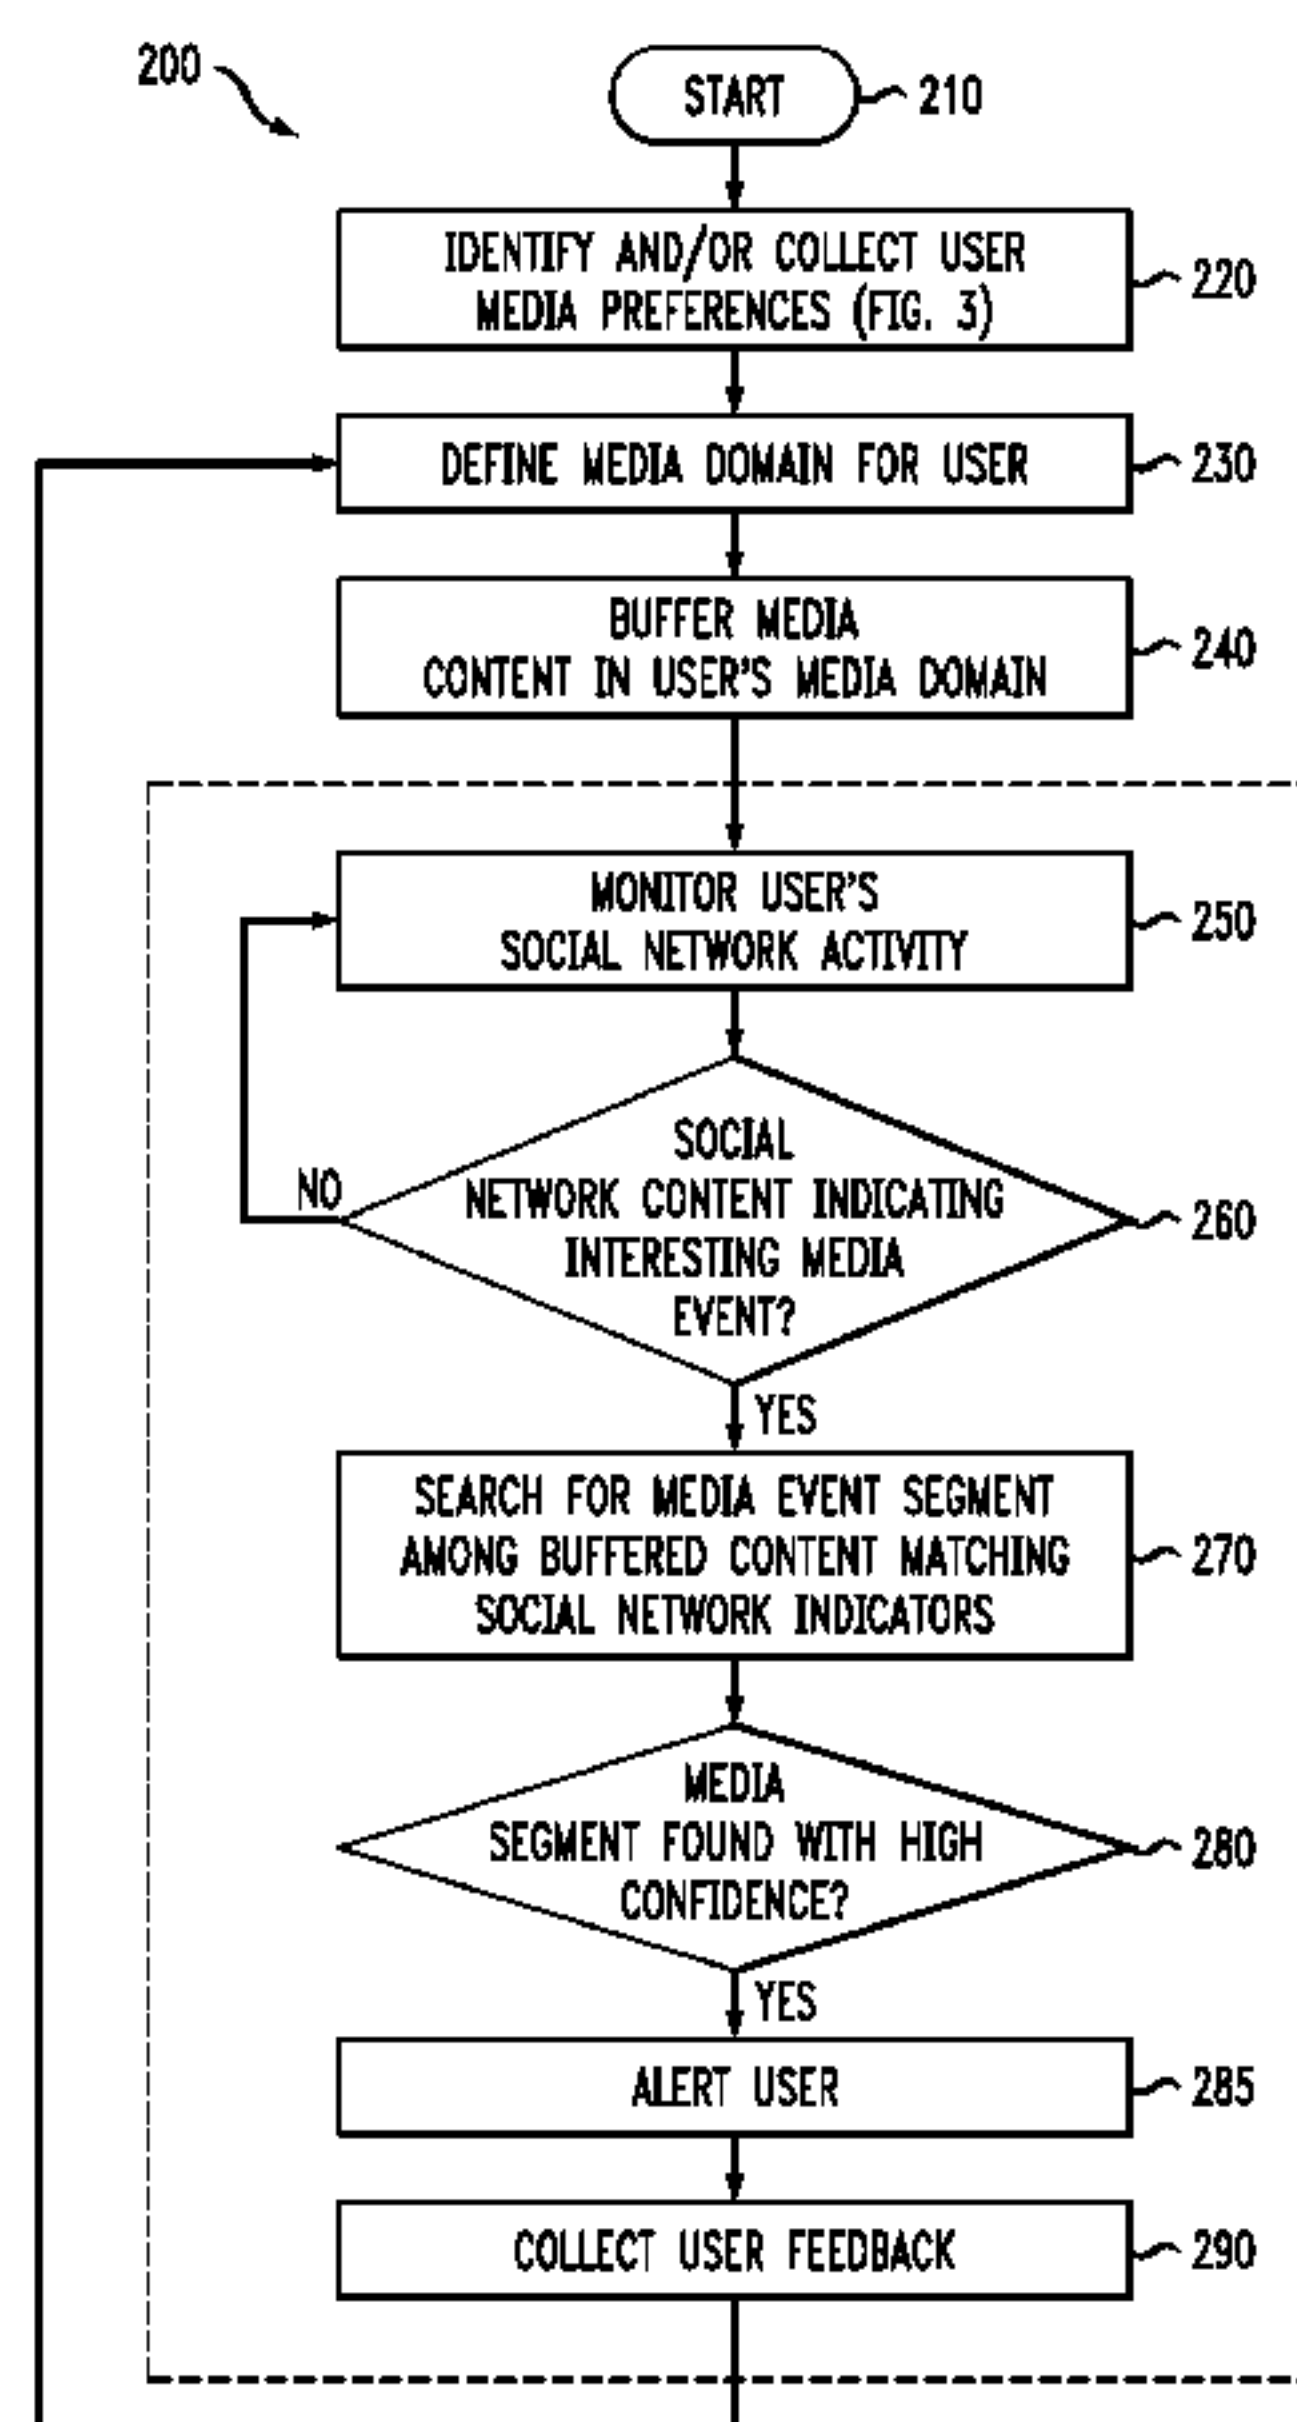 200
START
210
IDENTIFY AND/OR COLLECT USER
MEDIA PREFERENCES (FIG. 3)
220
DEFINE MEDIA DOMAIN FOR USER
230
BUFFER MEDIA
CONTENT IN USER'S MEDIA DOMAIN
240
MONITOR USER'S
SOCIAL NETWORK ACTIVITY
250
SOCIAL
NETWORK CONTENT INDICATING
INTERESTING MEDIA
EVENT?
260
NO
YES
SEARCH FOR MEDIA EVENT SEGMENT
AMONG BUFFERED CONTENT MATCHING
SOCIAL NETWORK INDICATORS
270
MEDIA
SEGMENT FOUND WITH HIGH
CONFIDENCE?
280
YES
ALERT USER
285
COLLECT USER FEEDBACK
290